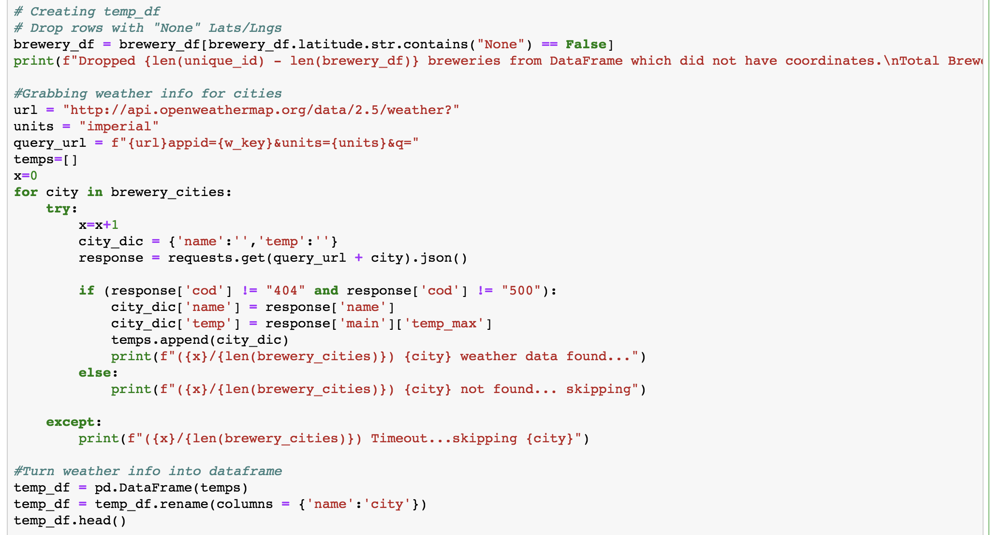 # Creating temp_df
# Drop rows with "None" Lats/Lngs
brewery_df = brewery_df[brewery_df.latitude.str.contains("None") == False]
print(f"Dropped {len(unique_id) - len(brewery_df)} breweries from DataFrame which did not have coordinates.\nTotal Brew
#Grabbing weather info for cities
url = "http://api.openweathermap.org/data/2.5/weather?"
units = "imperial"
query_url = f"{url}appid={w_key}&units={units}&q="
temps=[]
x=0
for city in brewery_cities:
    try:
        x=x+1
        city_dic = {'name':'','temp':''}
        response = requests.get(query_url + city).json()
        if (response['cod'] != "404" and response['cod'] != "500"):
            city_dic['name'] = response['name']
            city_dic['temp'] = response['main']['temp_max']
            temps.append(city_dic)
            print(f"({x}/{len(brewery_cities)}) {city} weather data found...")
        else:
            print(f"({x}/{len(brewery_cities)}) {city} not found... skipping")
    except:
        print(f"({x}/{len(brewery_cities)}) Timeout...skipping {city}")
#Turn weather info into dataframe
temp_df = pd.DataFrame(temps)
temp_df = temp_df.rename(columns = {'name':'city'})
temp_df.head()